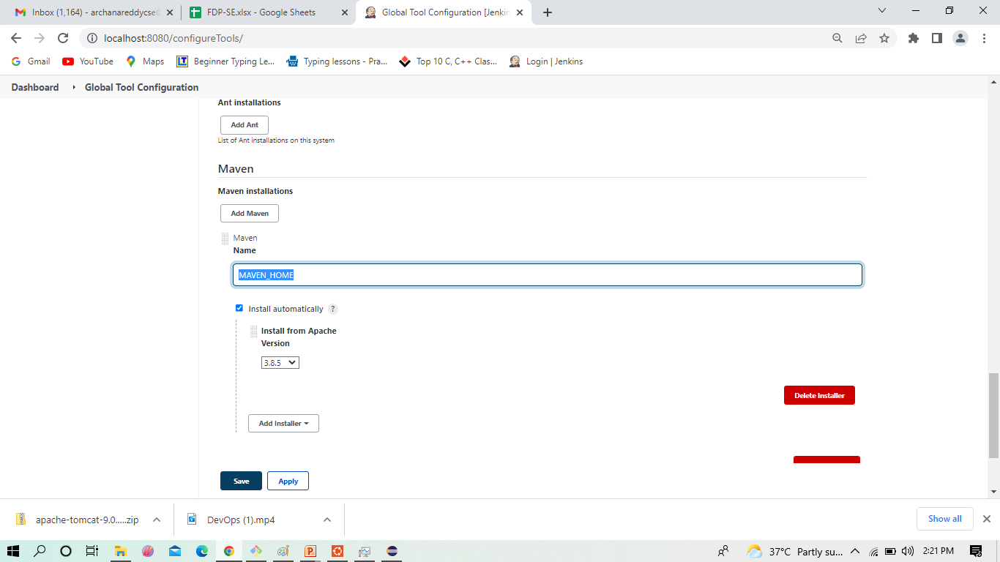 Inbox (1,164) - archanareddycse
FDP-SE.xlsx - Google Sheets
Global Tool Configuration [Jenkin
localhost:8080/configureTools/
Gmail
YouTube
Maps
Beginner Typing Le...
Typing lessons - Pra...
Top 10 C, C++ Clas...
Login | Jenkins
Dashboard
Global Tool Configuration
Ant installations
Add Ant
List of Ant installations on this system
Maven
Maven installations
Add Maven
Maven
Name
MAVEN_HOME
Install automatically ?
Install from Apache
Version
3.8.5
Delete Installer
Add Installer
Save
Apply
apache-tomcat-9.0.....zip
DevOps (1).mp4
Show all
37°C Partly su...
2:21 PM